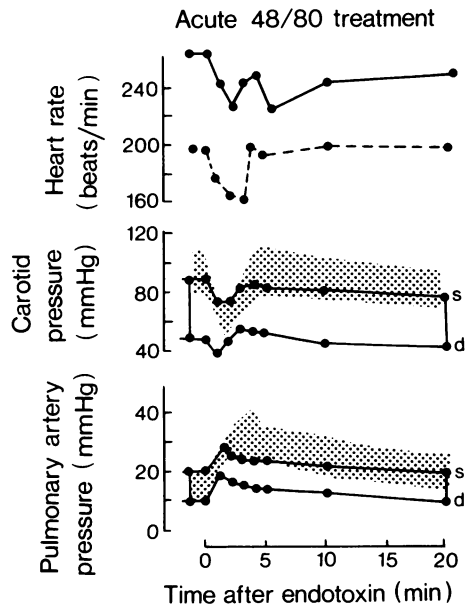 Acute 48/80 treatment
Heart rate
(beats/min)
240
200
160
Carotid
pressure
(mmHg)
120
80
40
s
d
Pulmonary artery
pressure (mmHg)
40
20
0
s
d
0 5 10 15 20
Time after endotoxin (min)